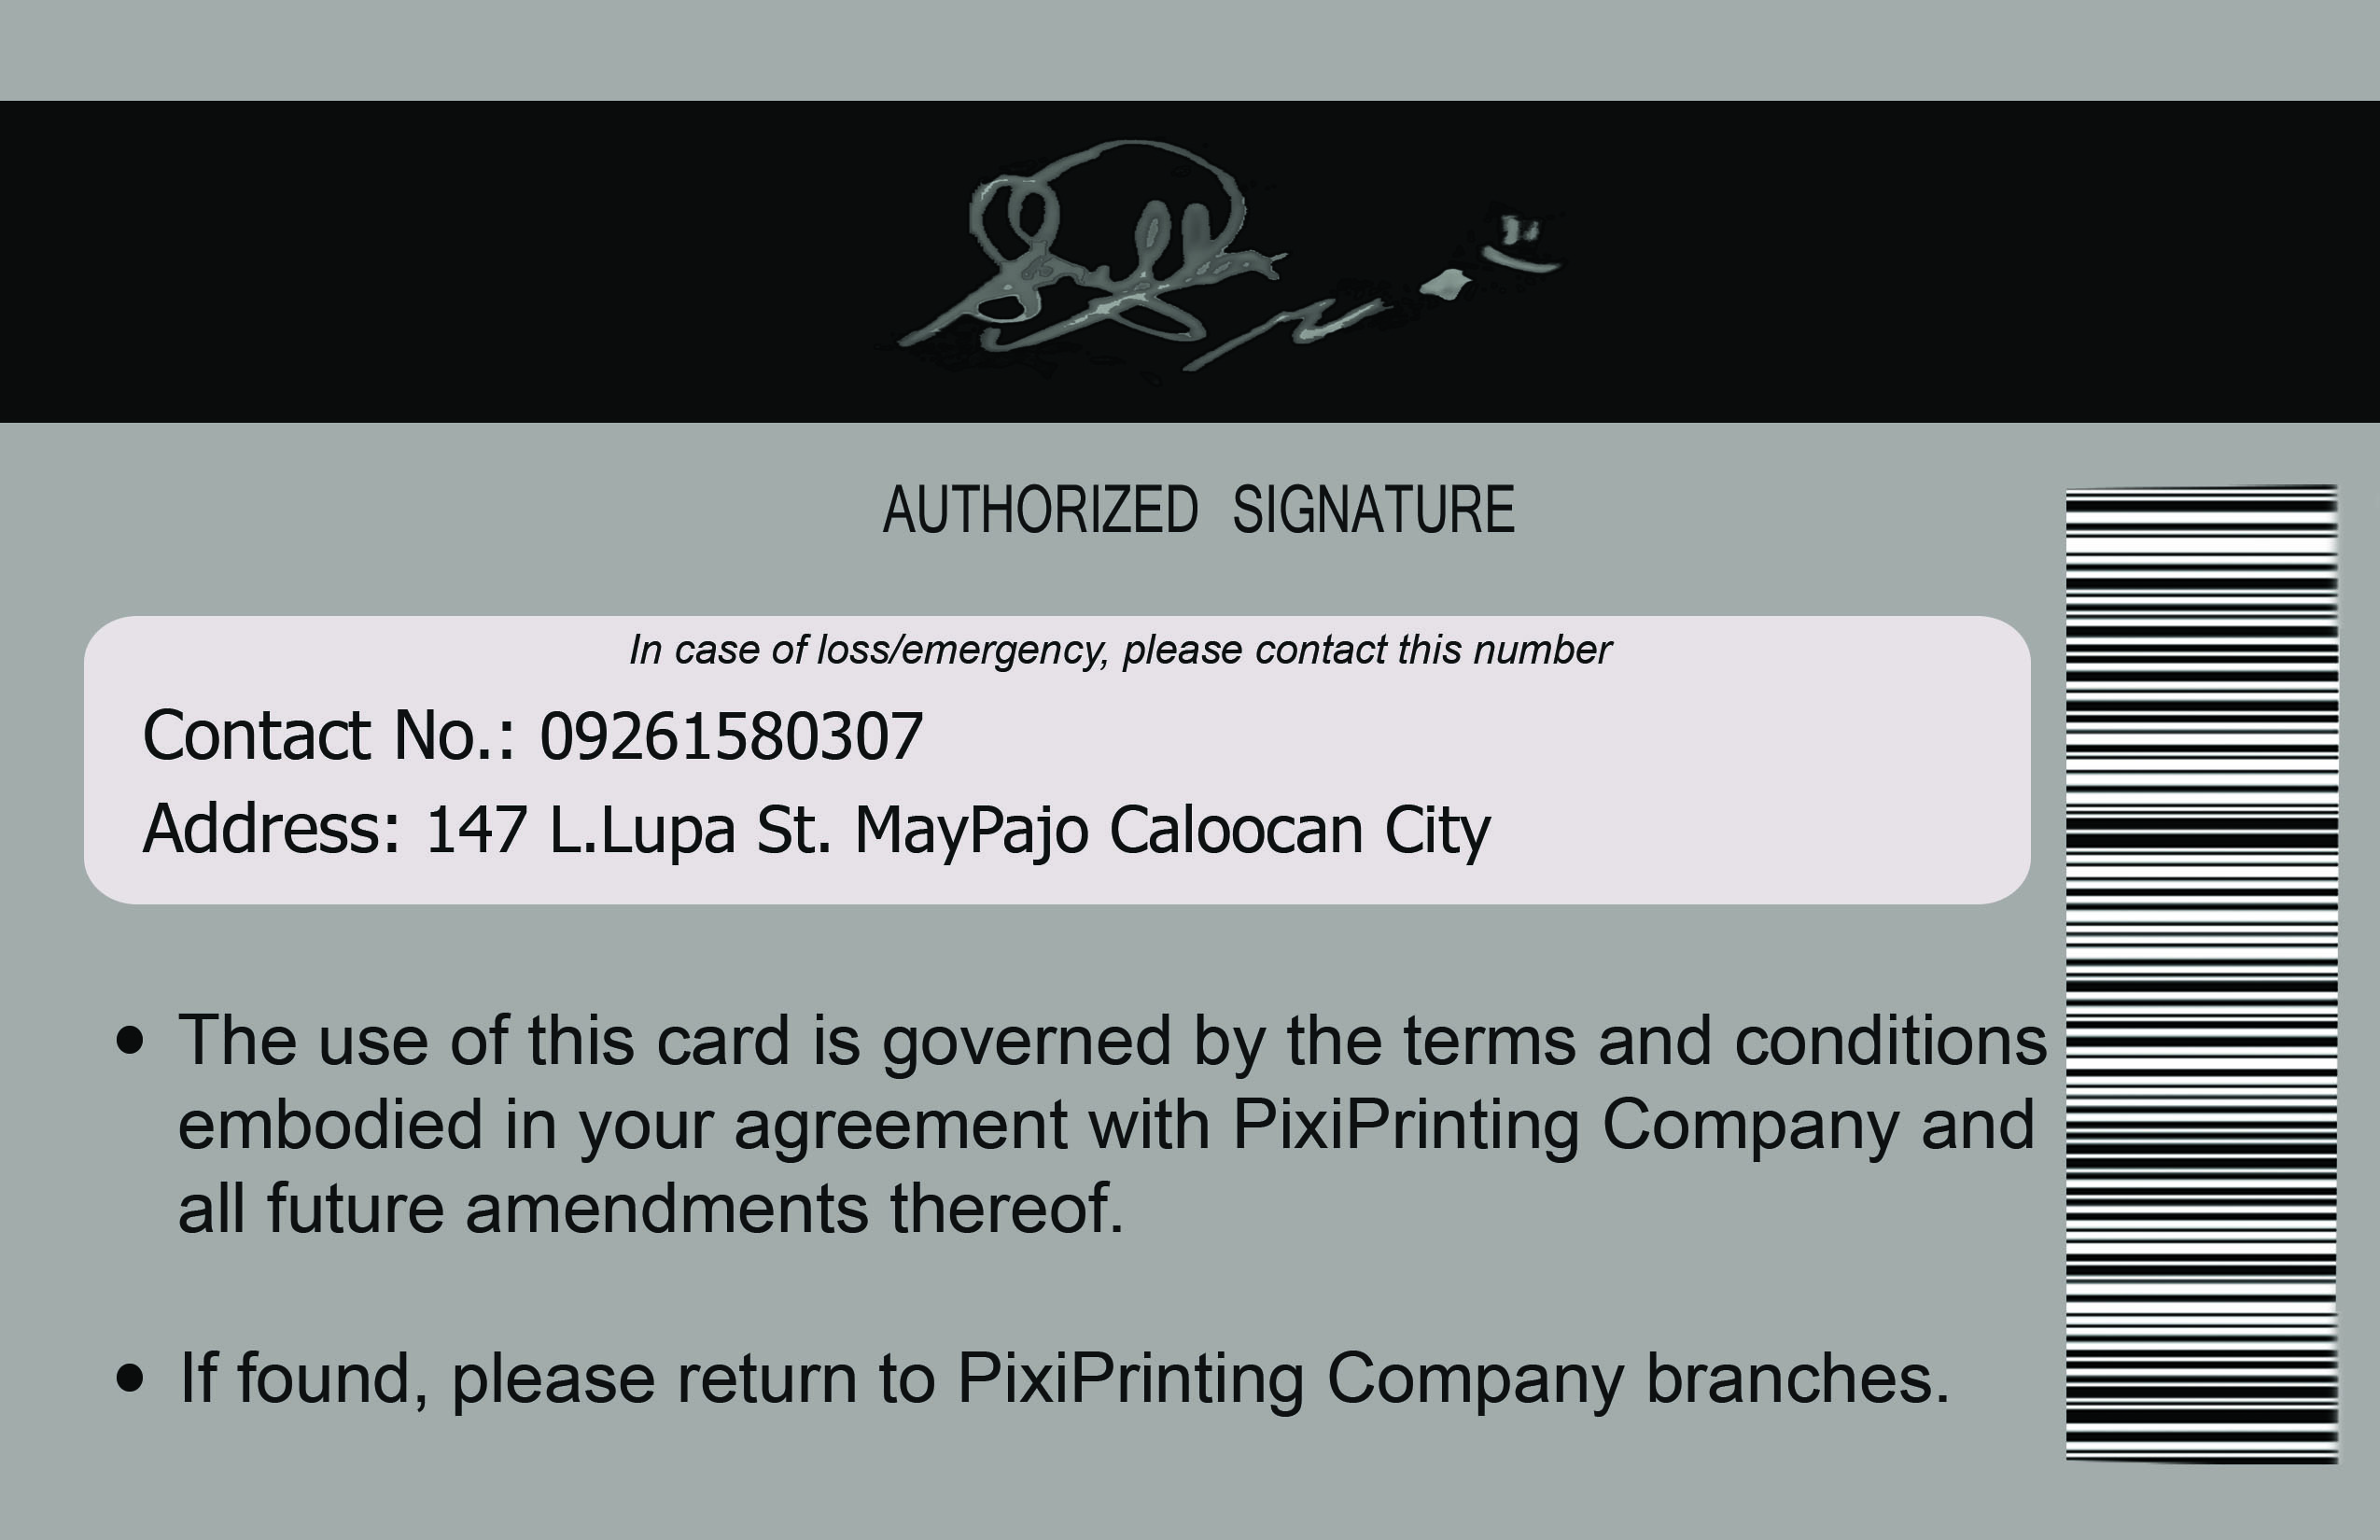 AUTHORIZED SIGNATURE
In case of loss/emergency, please contact this number
Contact No.: 09261580307
Address: 147 L.Lupa St. MayPajo Caloocan City
• The use of this card is governed by the terms and conditions
embodied in your agreement with PixiPrinting Company and
all future amendments thereof.
• If found, please return to PixiPrinting Company branches.